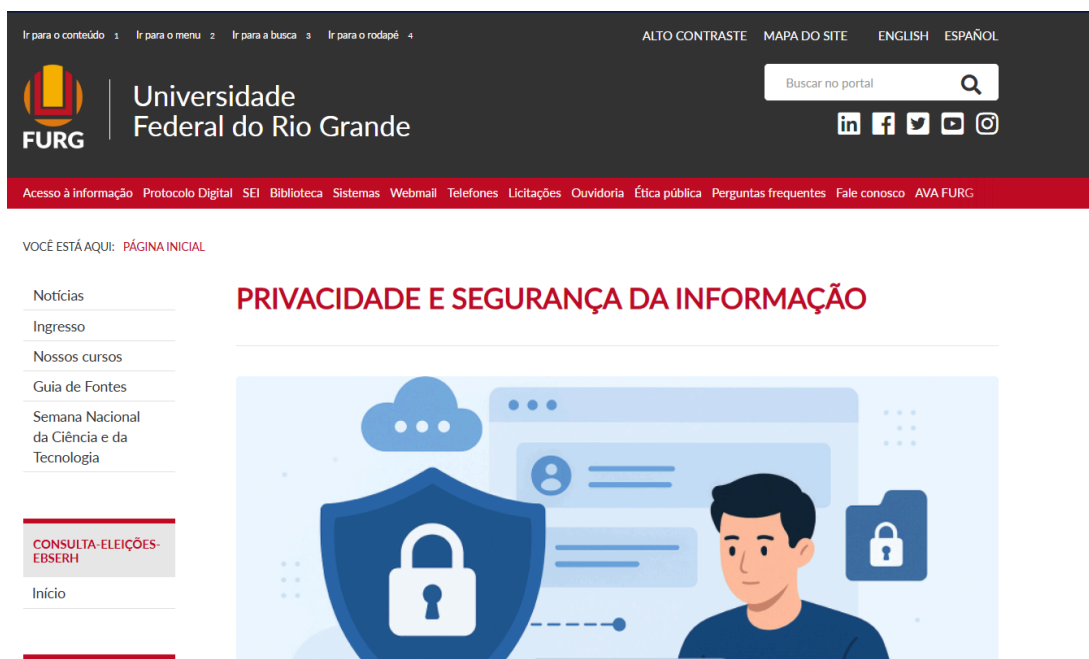 Ir para o conteúdo 1 Ir para o menu 2 Ir para a busca 3 Ir para o rodapé 4
ALTO CONTRASTE MAPA DO SITE ENGLISH ESPAÑOL
Buscar no portal
FURG
Universidade
Federal do Rio Grande
Acesso à informação Protocolo Digital SEI Biblioteca Sistemas Webmail Telefones Licitações Ouvidoria Ética pública Perguntas frequentes Fale conosco AVA FURG
VOCÊ ESTÁ AQUI: PÁGINA INICIAL
Notícias
Ingresso
Nossos cursos
Guia de Fontes
Semana Nacional
da Ciência e da
Tecnologia
CONSULTA-ELEIÇÕES-
EBSERH
Início
PRIVACIDADE E SEGURANÇA DA INFORMAÇÃO